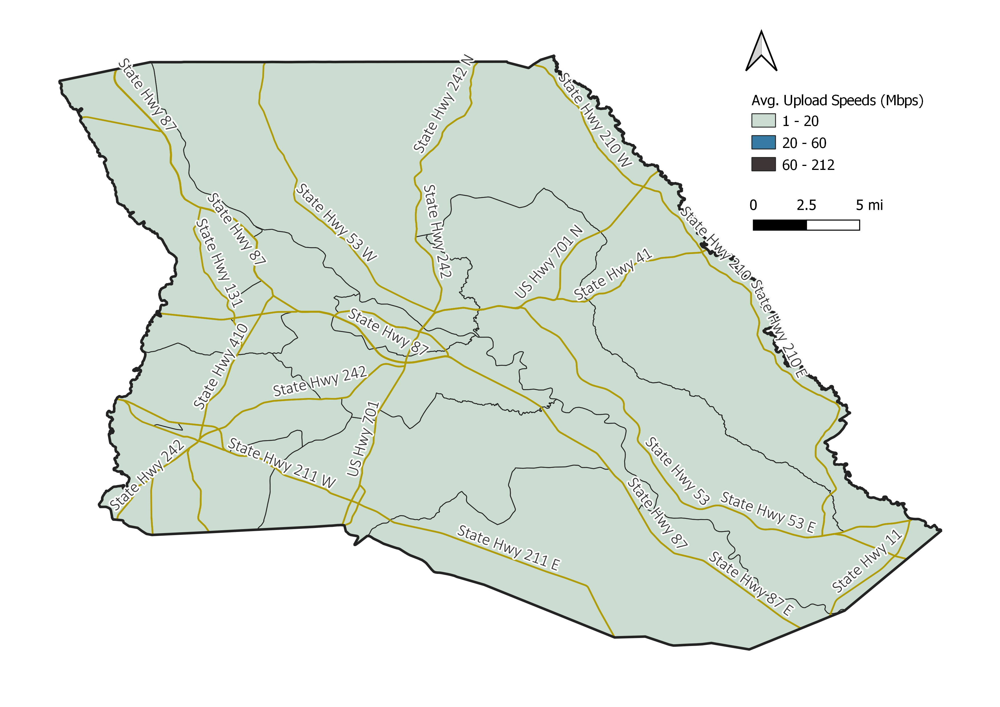 Avg. Upload Speeds (Mbps)
1 - 20
20 - 60
60 - 212
0 2.5 5 mi
State Hwy 87
State Hwy 242 N
State Hwy 210 W
State Hwy 53 W
State Hwy 87
State Hwy 242
State Hwy 131
US Hwy 701 N
State Hwy 41
State Hwy 210
State Hwy 210 E
State Hwy 87
State Hwy 410
State Hwy 242
US Hwy 701
State Hwy 242
State Hwy 211 W
State Hwy 53
State Hwy 53 E
State Hwy 87
State Hwy 211 E
State Hwy 11
State Hwy 87 E